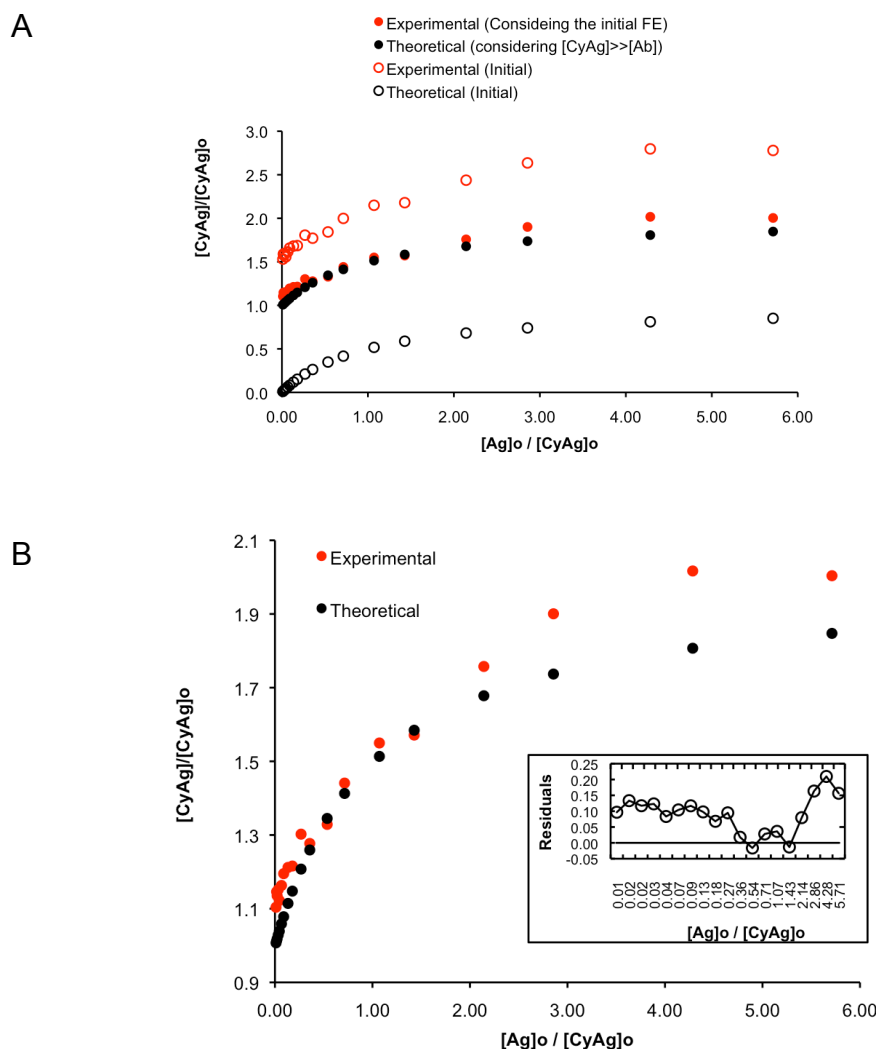 A
Experimental (Consideing the initial FE)
Theoretical (considering [CyAg]>>[Ab])
Experimental (Initial)
Theoretical (Initial)
[CyAg]/[CyAg]o
3.0
2.5
2.0
1.5
1.0
0.5
0.0
0.00 1.00 2.00 3.00 4.00 5.00 6.00
[Ag]o / [CyAg]o
B
Experimental
Theoretical
[CyAg]/[CyAg]o
2.1
1.9
1.7
1.5
1.3
1.1
0.9
0.00 1.00 2.00 3.00 4.00 5.00 6.00
[Ag]o / [CyAg]o
Residuals
0.25
0.20
0.15
0.10
0.05
0.00
-0.05
0.01 0.02 0.02 0.03 0.04 0.07 0.09 0.13 0.18 0.27 0.36 0.54 0.71 1.07 1.43 2.14 2.86 4.28 5.71
[Ag]o / [CyAg]o